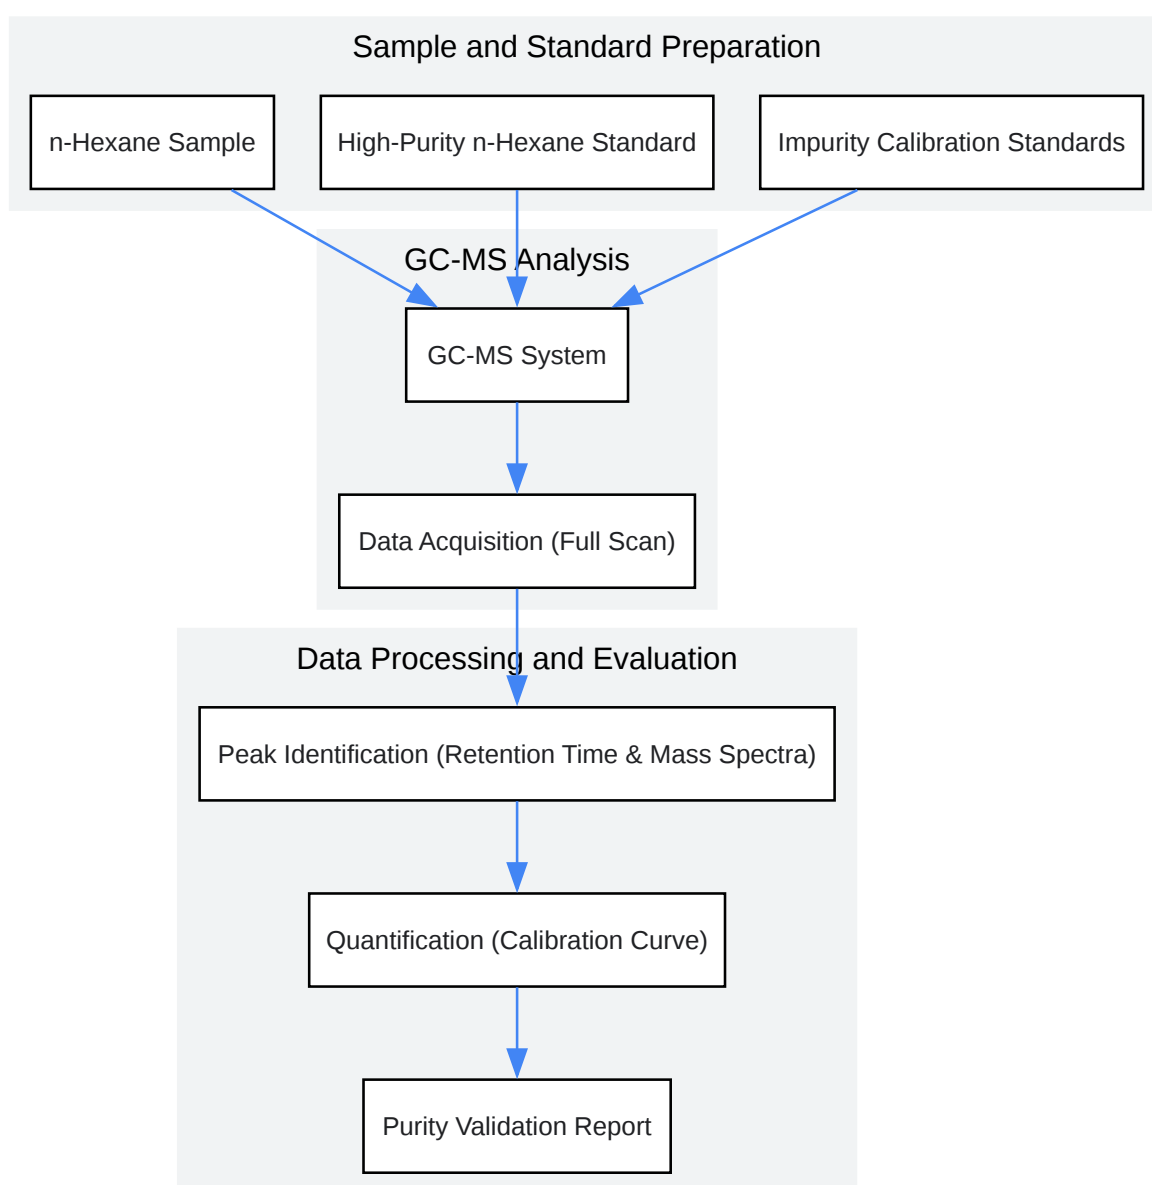 Sample and Standard Preparation
n-Hexane Sample
High-Purity n-Hexane Standard
Impurity Calibration Standards
GC-MS Analysis
GC-MS System
Data Acquisition (Full Scan)
Data Processing and Evaluation
Peak Identification (Retention Time & Mass Spectra)
Quantification (Calibration Curve)
Purity Validation Report